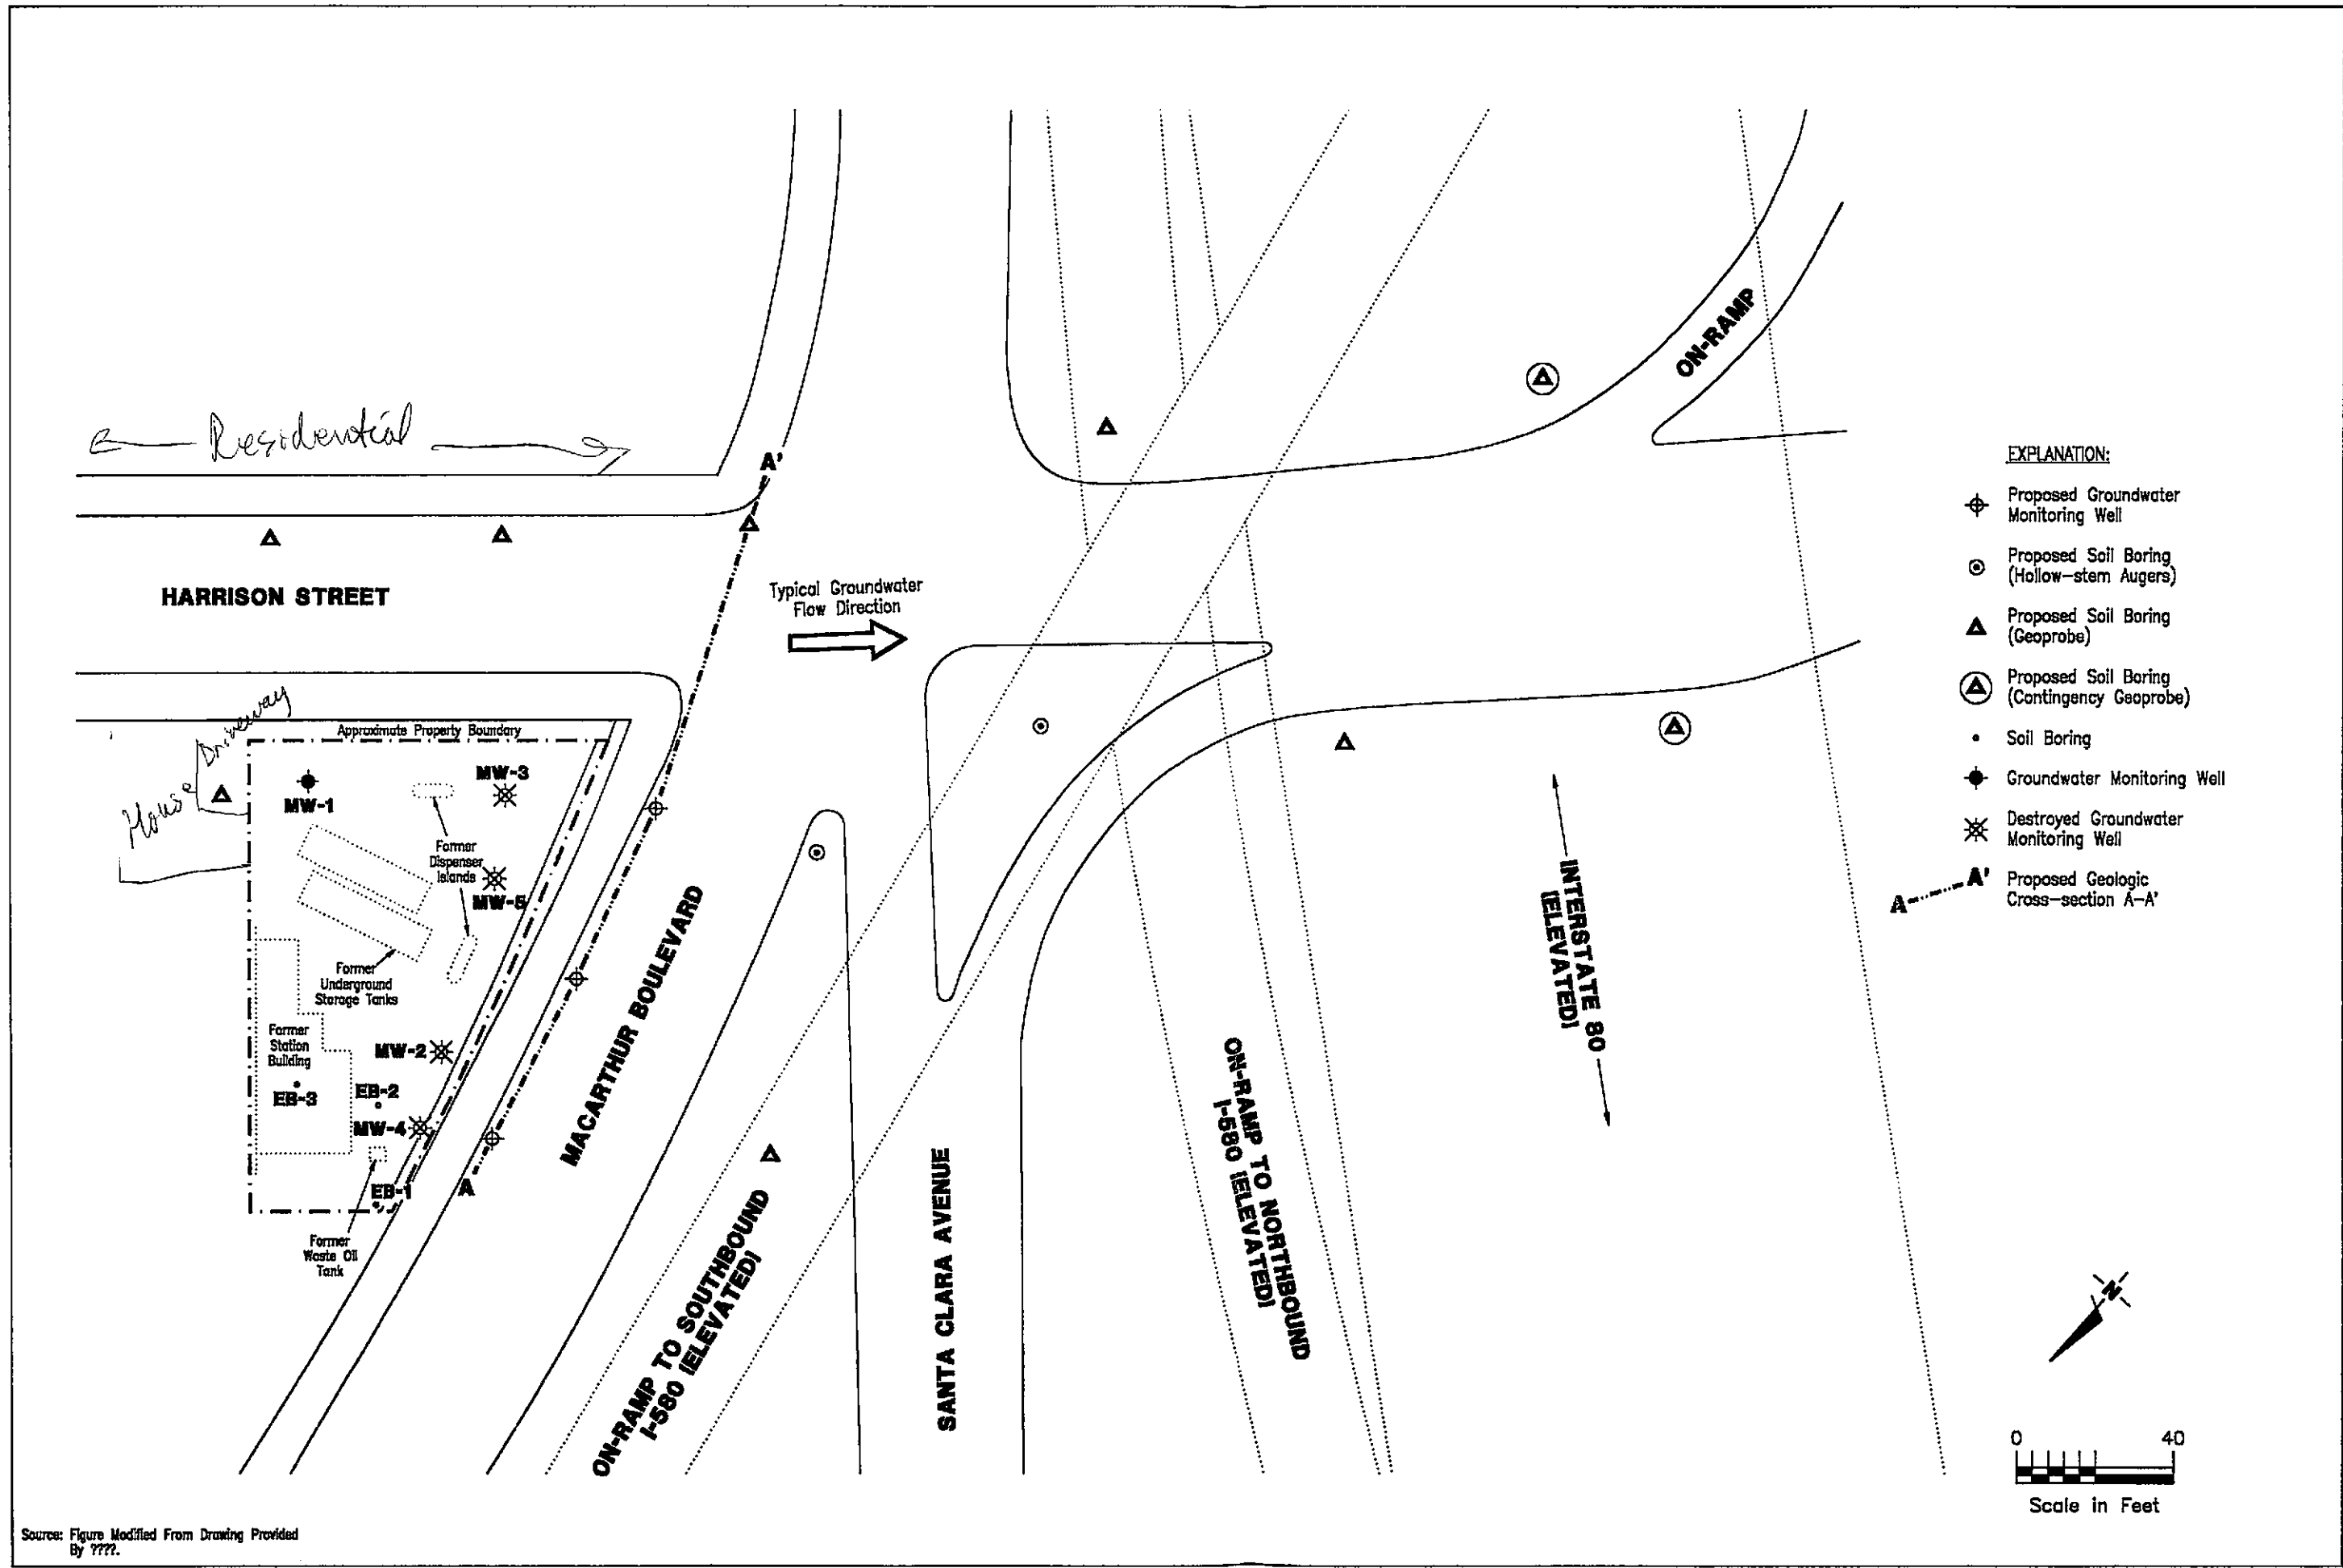 Residential
A'
HARRISON STREET
Typical Groundwater
Flow Direction
ON-RAMP
House Driveway
Approximate Property Boundary
MW-1
MW-3
Former
Dispenser
Islands
MW-5
Former
Underground
Storage Tanks
Former
Station
Building
MW-2
EB-3
EB-2
MW-4
EB-1
A
Former
Waste Oil
Tank
MACARTHUR BOULEVARD
ON-RAMP TO SOUTHBOUND
I-580 (ELEVATED)
SANTA CLARA AVENUE
ON-RAMP TO NORTHBOUND
I-580 (ELEVATED)
INTERSTATE 80
(ELEVATED)
EXPLANATION:
Proposed Groundwater
Monitoring Well
Proposed Soil Boring
(Hollow-stem Augers)
Proposed Soil Boring
(Geoprobe)
Proposed Soil Boring
(Contingency Geoprobe)
Soil Boring
Groundwater Monitoring Well
Destroyed Groundwater
Monitoring Well
A A' Proposed Geologic
Cross-section A-A'
N
0 40
Scale in Feet
Source: Figure Modified From Drawing Provided
By ????.